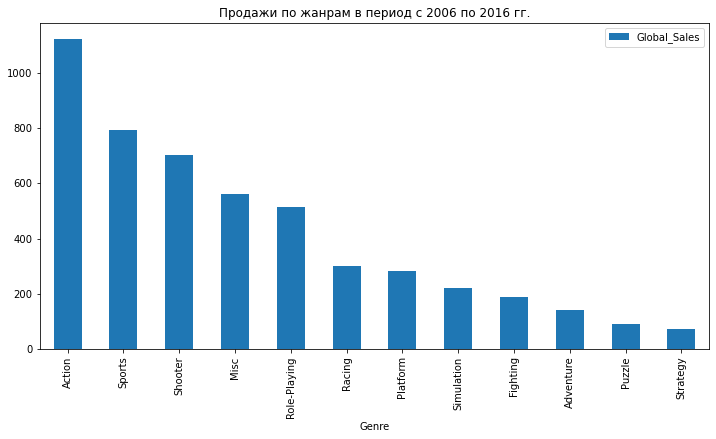 Продажи по жанрам в период с 2006 по 2016 гг.
Global_Sales
1000
800
600
400
200
0
Action
Sports
Shooter
Misc
Role-Playing
Racing
Platform
Simulation
Fighting
Adventure
Puzzle
Strategy
Genre